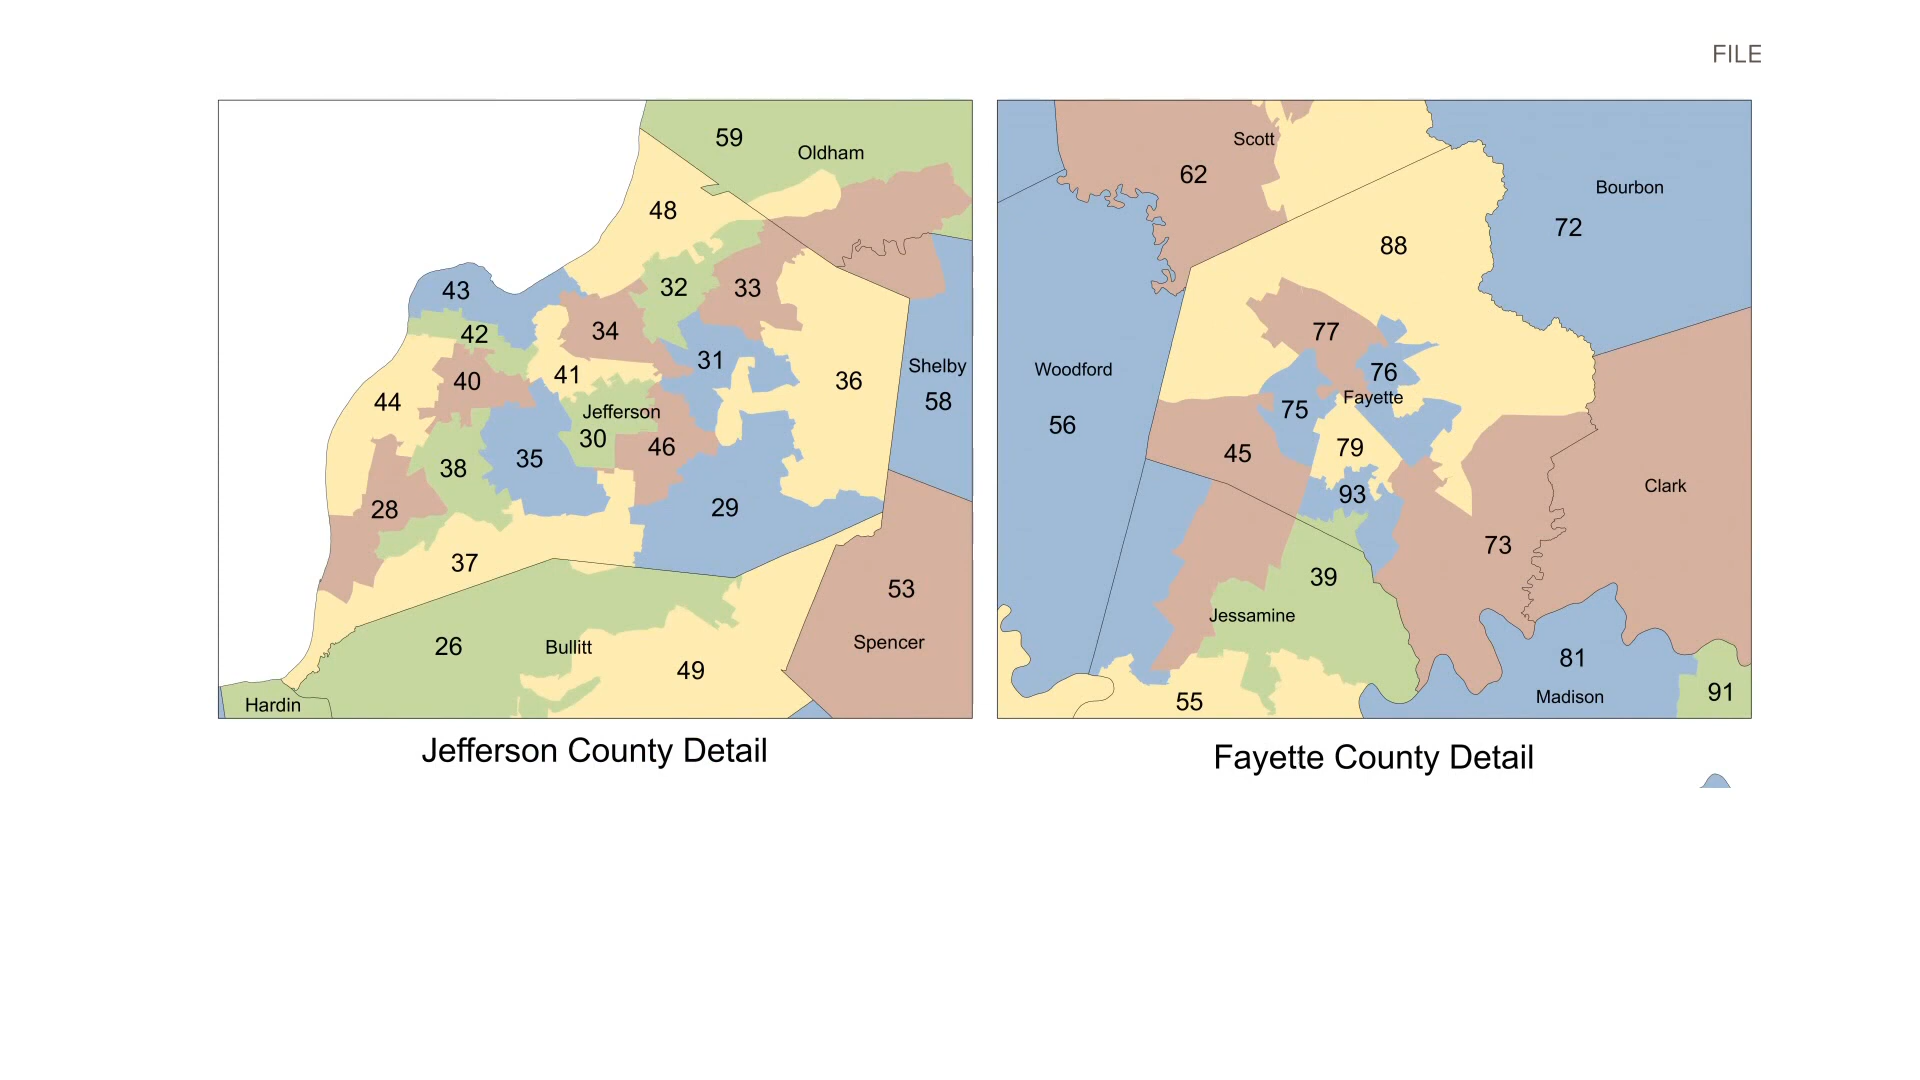 FILE
59
Oldham
48
43
32
33
42
34
31
41
36
Shelby
58
40
44
Jefferson
30
46
35
38
28
29
37
53
26
Bullitt
49
Spencer
Hardin
Jefferson County Detail
Scott
62
Bourbon
72
88
77
Woodford
56
76
Fayette
75
79
45
93
Clark
73
39
Jessamine
81
Madison
91
55
Fayette County Detail